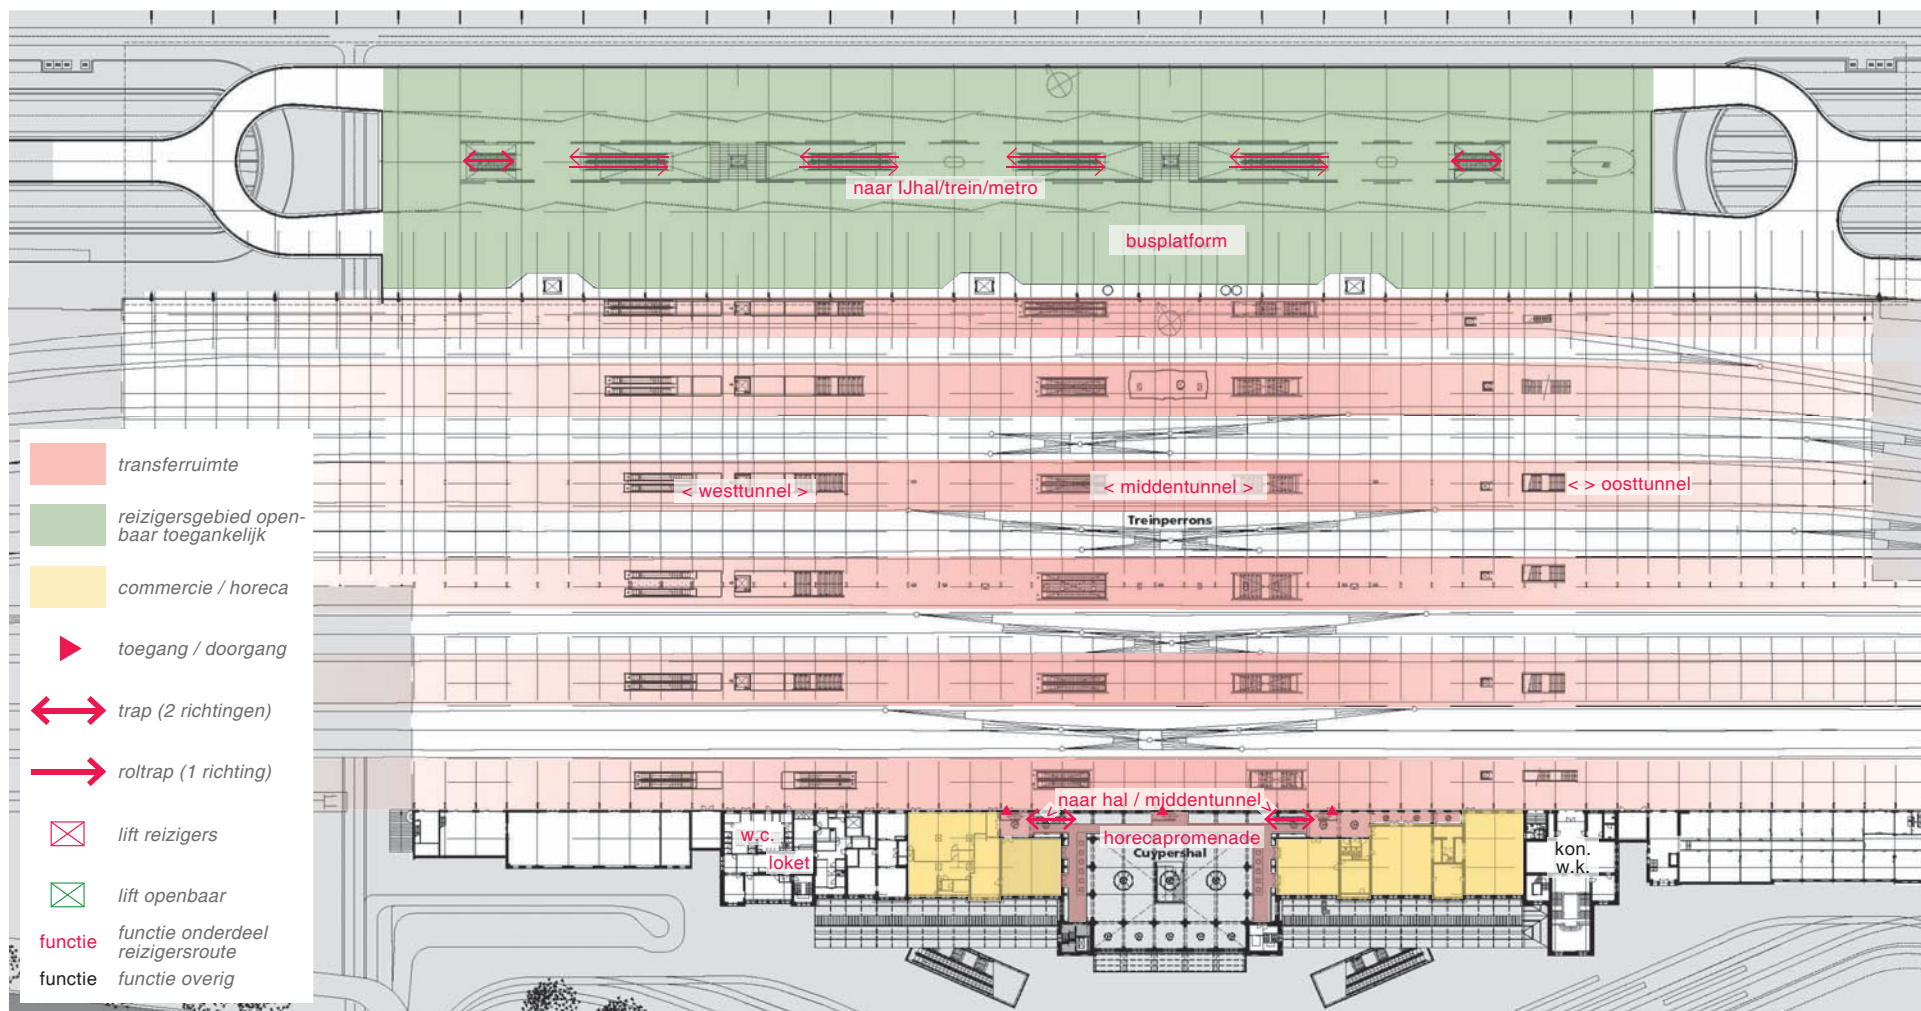 naar IJhal/trein/metro
busplatform
< westtunnel >
< middentunnel >
< > oosttunnel
Treinperrons
naar hal / middentunnel
horecapromenade
Cuypershal
w.c.
loket
kon.
w.k.
transferruimte
reizigersgebied open-
baar toegankelijk
commercie / horeca
toegang / doorgang
trap (2 richtingen)
roltrap (1 richting)
lift reizigers
lift openbaar
functie functie onderdeel
reizigersroute
functie functie overig